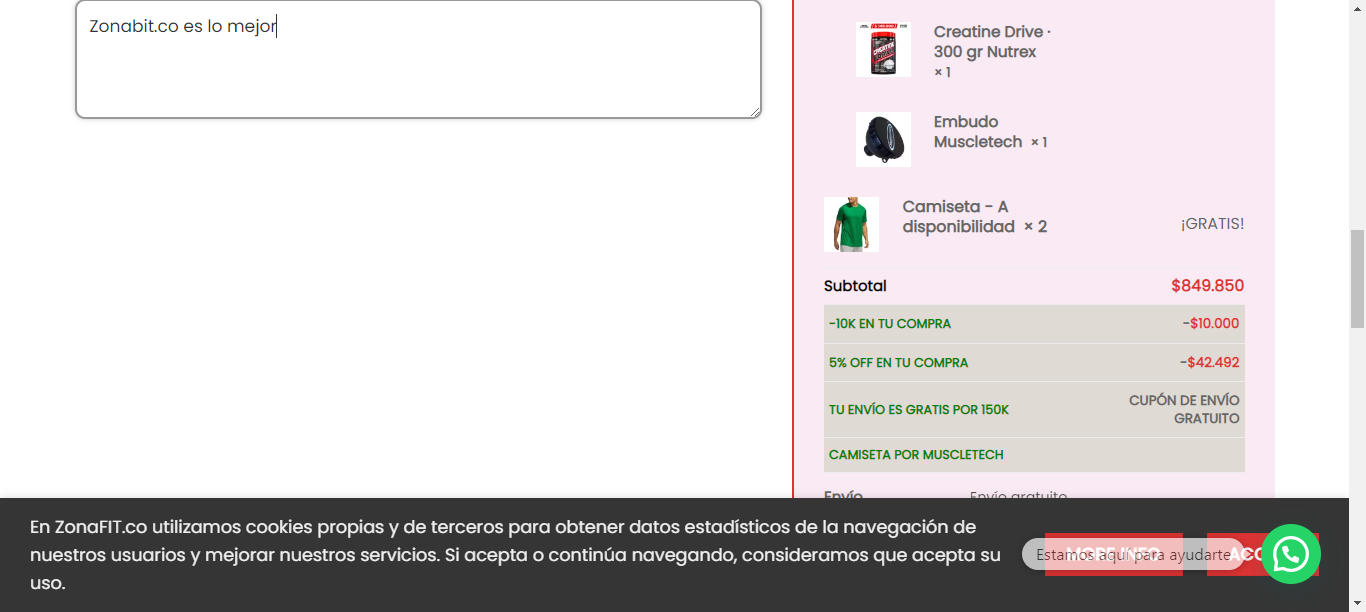 Zonabit.co es lo mejor
Creatine Drive ·
300 gr Nutrex
× 1
Embudo
Muscletech × 1
Camiseta - A
disponibilidad × 2
¡GRATIS!
Subtotal $849.850
-10K EN TU COMPRA -$10.000
5% OFF EN TU COMPRA -$42.492
TU ENVÍO ES GRATIS POR 150K CUPÓN DE ENVÍO
GRATUITO
CAMISETA POR MUSCLETECH
Envío Envío gratuito
En ZonaFIT.co utilizamos cookies propias y de terceros para obtener datos estadísticos de la navegación de
nuestros usuarios y mejorar nuestros servicios. Si acepta o continúa navegando, consideramos que acepta su
uso.
MORE INFO
Estamos aquí para ayudarte